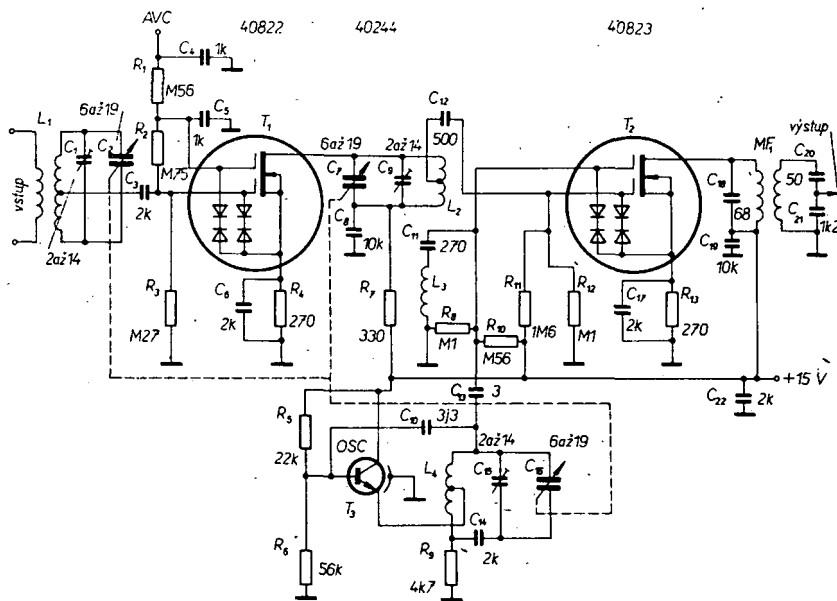 AVC
40822
40244
40823
C4
1k
R1
M56
C5
1k
L1
6až19
C1
C2
R2
M75
C3
2k
vstup
2až14
T1
6až19
C7
2až14
C9
C12
500
L2
C8
10k
C11
270
L3
T2
MF1
výstup
C20
50
C21
1k2
C18
68
C19
10k
R3
M27
C6
2k
R4
270
R7
330
R8
M1
R10
M56
R11
1M6
R12
M1
C17
2k
R13
270
+15 V
C22
2k
C13
3
C10
3j3
R5
22k
OSC
T3
R6
56k
L4
2až14
C15
6až19
C16
C14
2k
R9
4k7